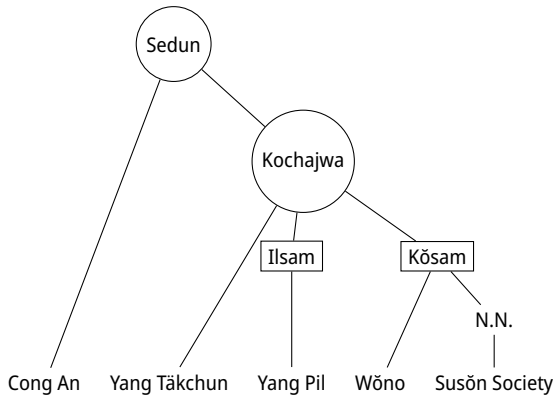 Sedun
Kochajwa
Ilsam
Kŏsam
N.N.
Cong An
Yang Täkchun
Yang Pil
Wŏno
Susŏn Society